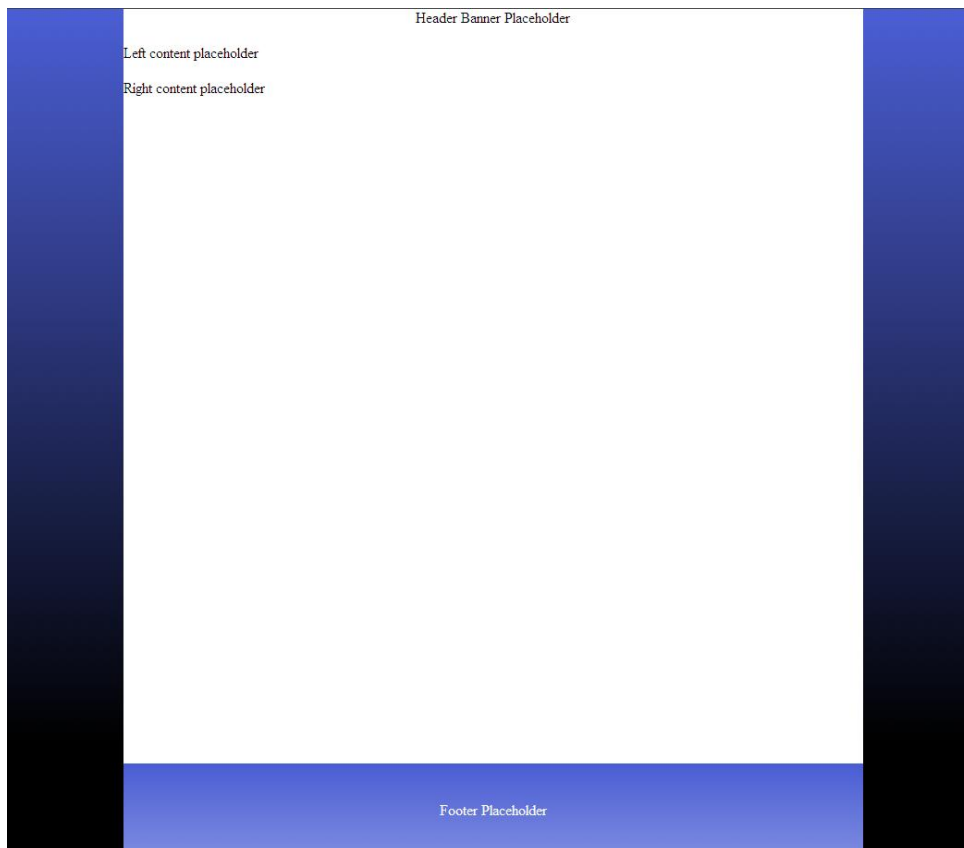 Header Banner Placeholder
Left content placeholder
Right content placeholder
Footer Placeholder